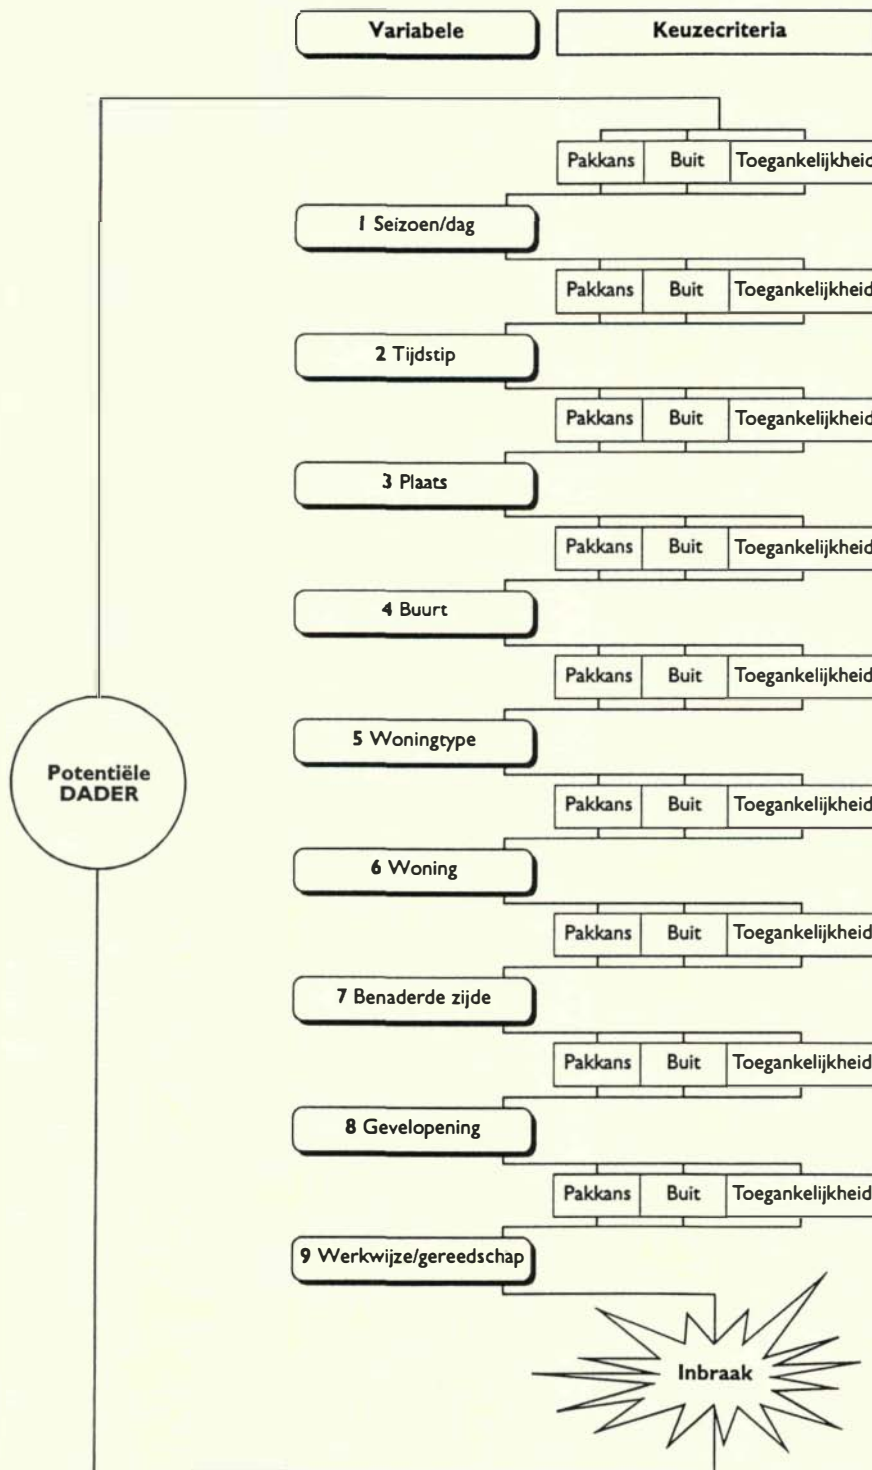 Variabele
Keuzecriteria
Pakkans Buit Toegankelijkheid
1 Seizoen/dag
Pakkans Buit Toegankelijkheid
2 Tijdstip
Pakkans Buit Toegankelijkheid
3 Plaats
Pakkans Buit Toegankelijkheid
4 Buurt
Pakkans Buit Toegankelijkheid
5 Woningtype
Potentiële
DADER
Pakkans Buit Toegankelijkheid
6 Woning
Pakkans Buit Toegankelijkheid
7 Benaderde zijde
Pakkans Buit Toegankelijkheid
8 Gevelopening
Pakkans Buit Toegankelijkheid
9 Werkwijze/gereedschap
Inbraak